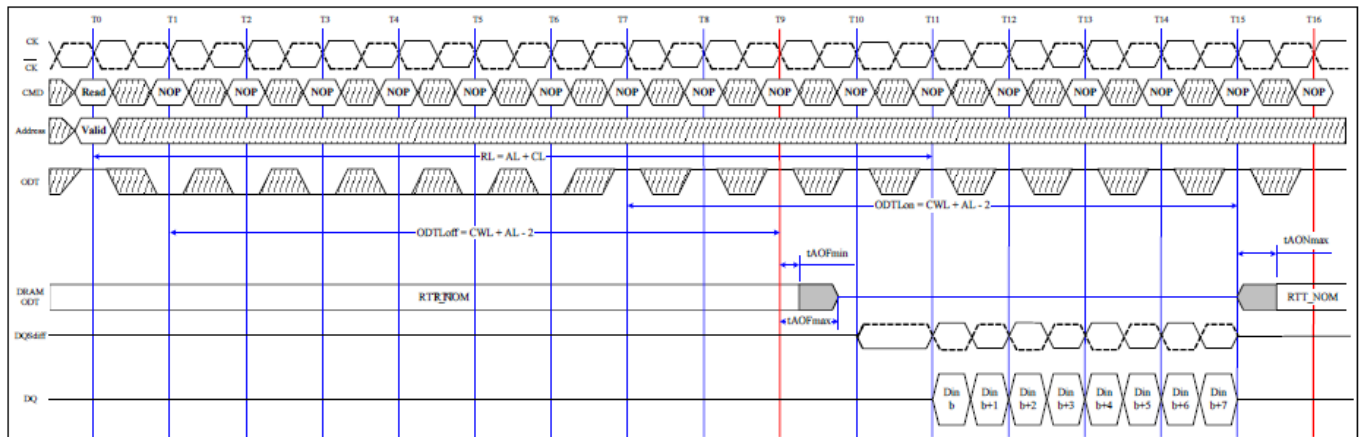 T0 T1 T2 T3 T4 T5 T6 T7 T8 T9 T10 T11 T12 T13 T14 T15 T16
CK
CK
CMD Read NOP NOP NOP NOP NOP NOP NOP NOP NOP NOP NOP NOP NOP NOP NOP NOP
Address Valid
RL = AL + CL
ODT
ODTLon = CWL + AL - 2
ODTLoff = CWL + AL - 2
tAOFmin tAONmax
DRAM
ODT
RTT_NOM RTT_NOM
tAOFmax
DQSdiff
DQ
Din Din Din Din Din Din Din Din
b b+1 b+2 b+3 b+4 b+5 b+6 b+7